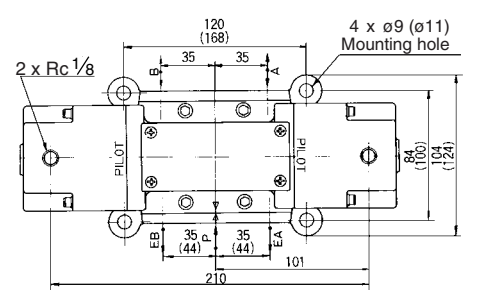 120
(168)
4 x ø9 (ø11)
Mounting hole
35
35
B
A
2 x Rc 1/8
PILOT
PILOT
84
(100)
104
(124)
EB
35
(44)
P
35
(44)
EA
101
210